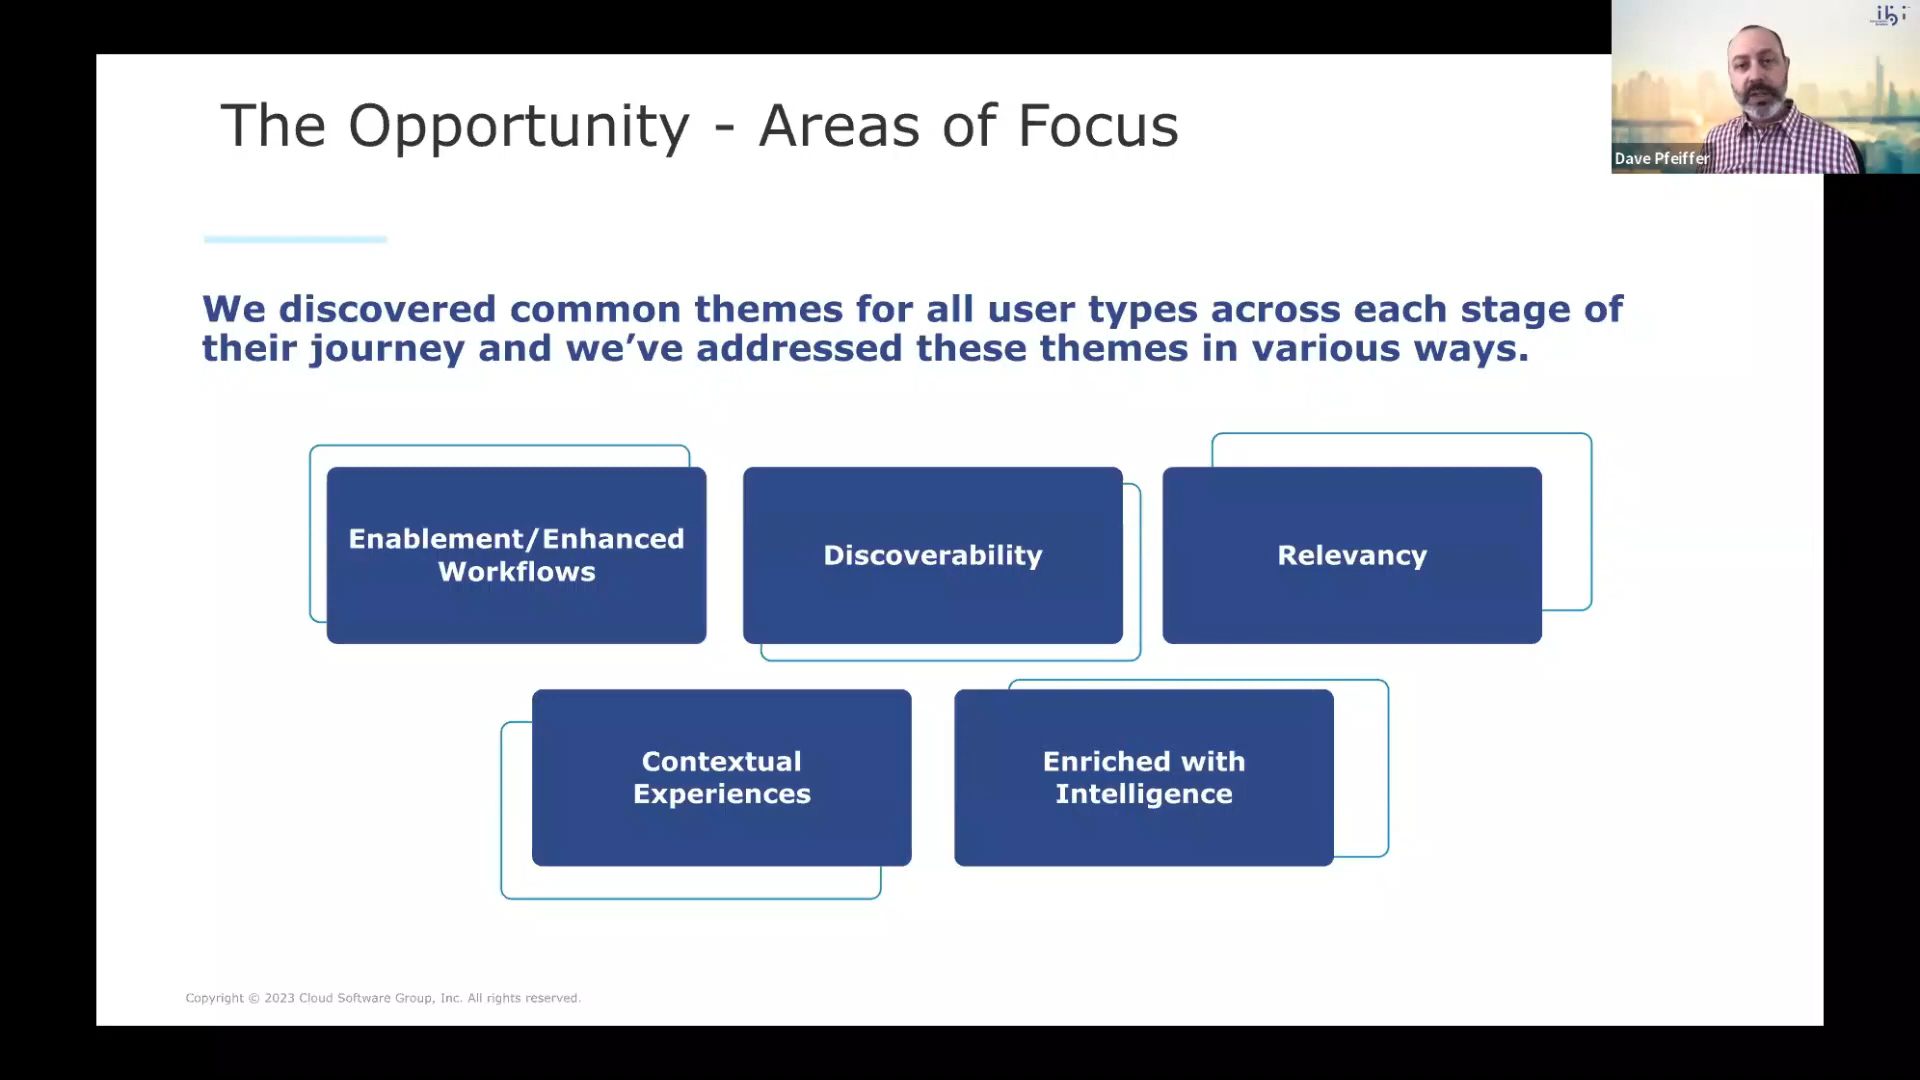 The Opportunity - Areas of Focus
ibi
Dave Pfeiffer
We discovered common themes for all user types across each stage of
their journey and we’ve addressed these themes in various ways.
Enablement/Enhanced
Workflows
Discoverability
Relevancy
Contextual
Experiences
Enriched with
Intelligence
Copyright © 2023 Cloud Software Group, Inc. All rights reserved.